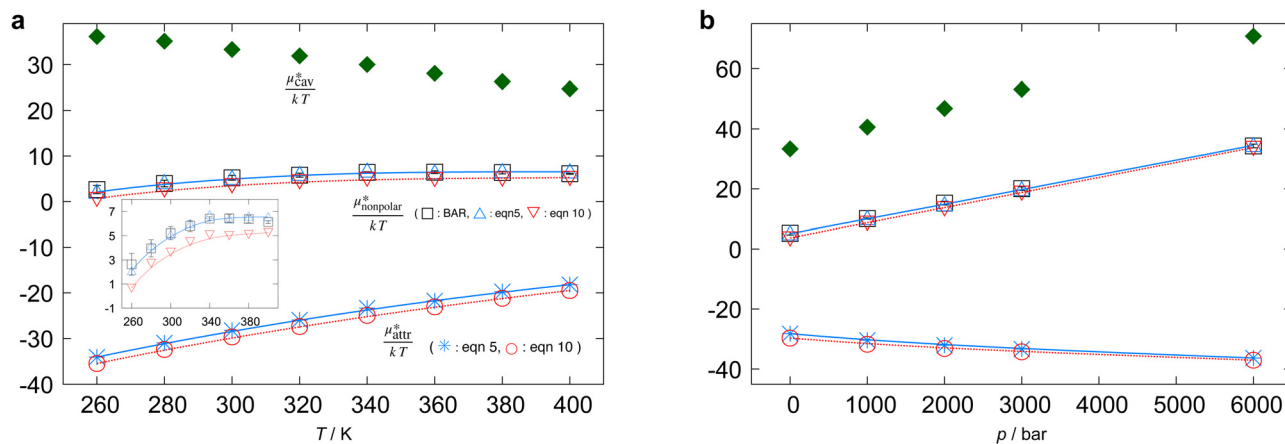 a
30
20
10
0
-10
-20
-30
-40
μ*cav
kT
μ*nonpolar
kT
( □ : BAR, △ : eqn5, ▽ : eqn 10 )
7
5
3
1
-1
260 300 340 380
μ*attr
kT
( ✳ : eqn 5, ○ : eqn 10 )
260 280 300 320 340 360 380 400
T / K
b
60
40
20
0
-20
-40
0 1000 2000 3000 4000 5000 6000
p / bar